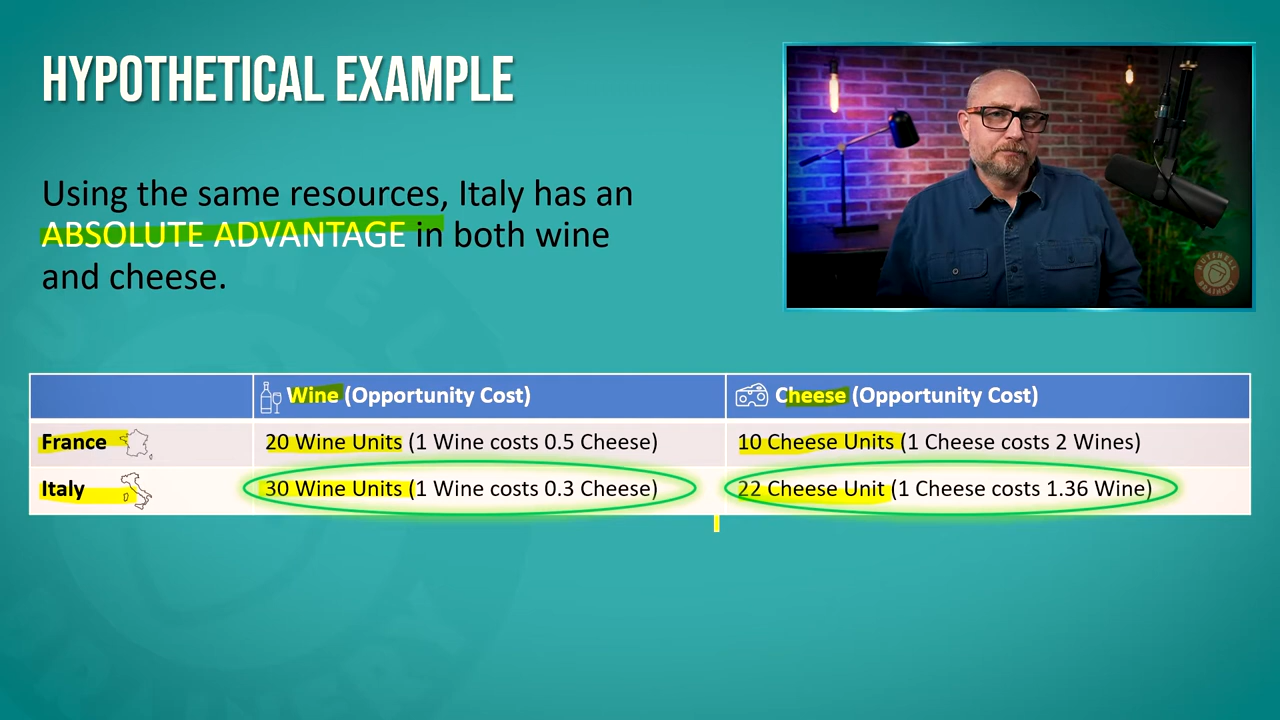 HYPOTHETICAL EXAMPLE
Using the same resources, Italy has an
ABSOLUTE ADVANTAGE in both wine
and cheese.
Wine (Opportunity Cost)
Cheese (Opportunity Cost)
France
20 Wine Units (1 Wine costs 0.5 Cheese)
10 Cheese Units (1 Cheese costs 2 Wines)
Italy
30 Wine Units (1 Wine costs 0.3 Cheese)
22 Cheese Unit (1 Cheese costs 1.36 Wine)
NUTSHELL
BRAINERY